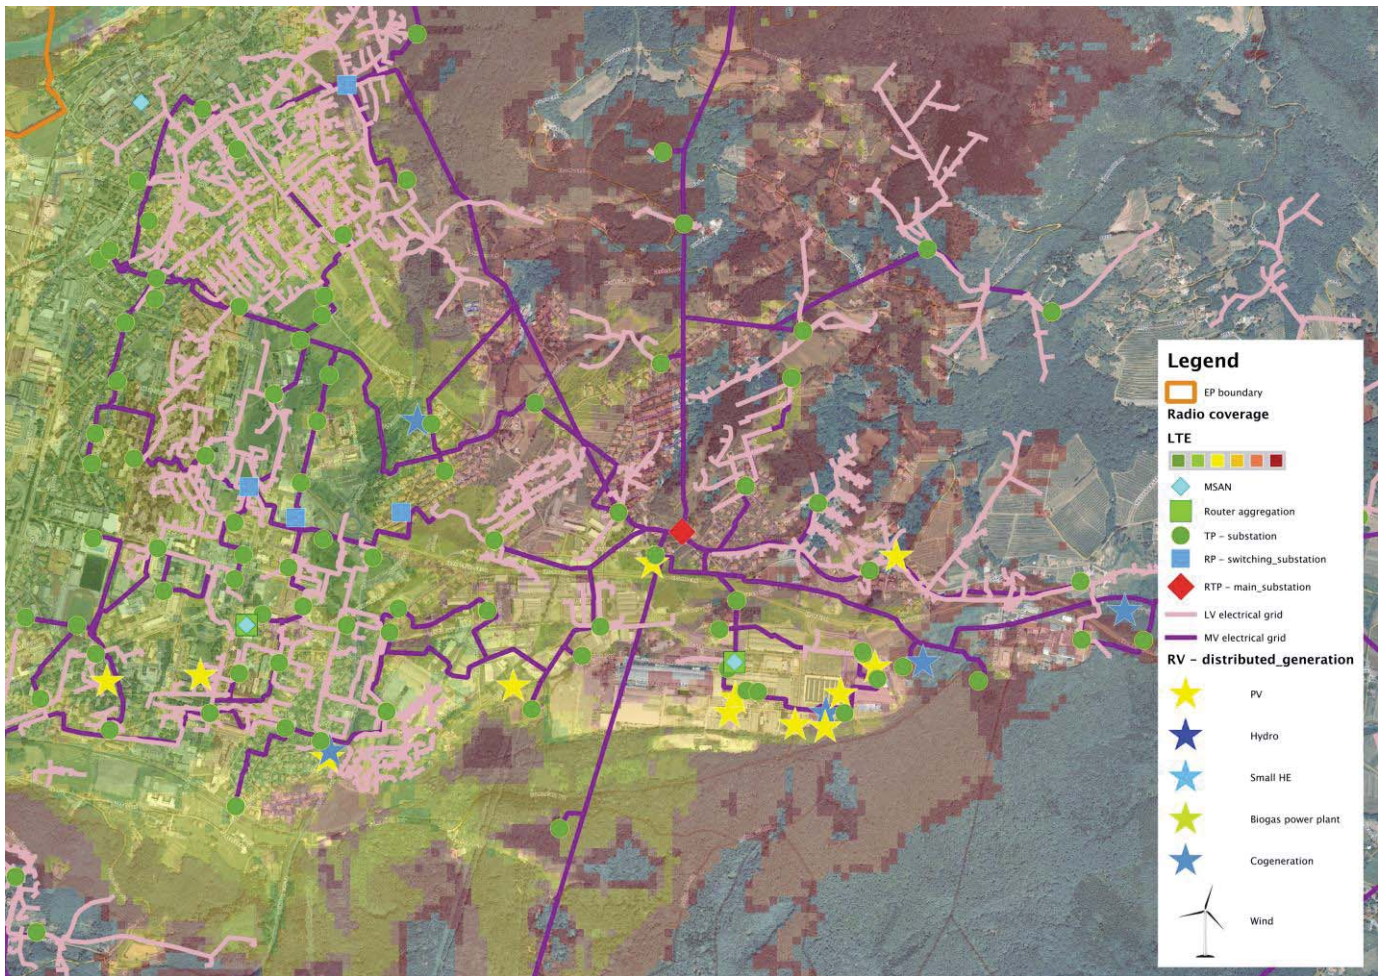 Legend
EP boundary
Radio coverage
LTE
MSAN
Router aggregation
TP – substation
RP – switching_substation
RTP – main_substation
LV electrical grid
MV electrical grid
RV – distributed_generation
PV
Hydro
Small HE
Biogas power plant
Cogeneration
Wind